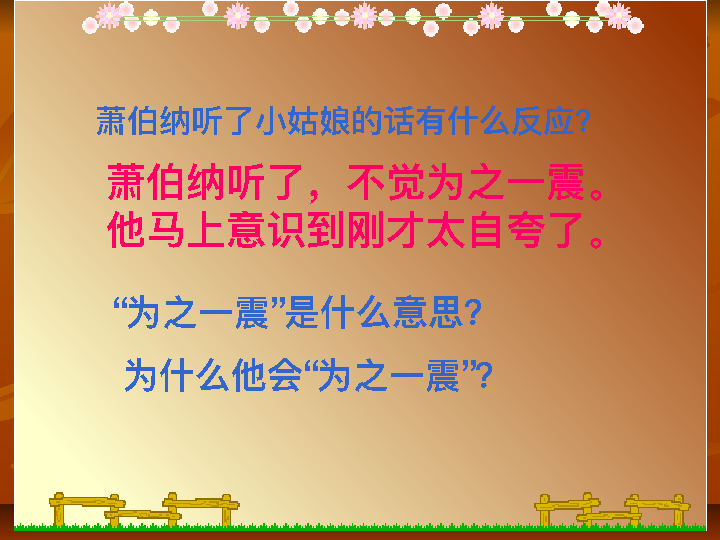 萧伯纳听了小姑娘的话有什么反应?
萧伯纳听了，不觉为之一震。
他马上意识到刚才太自夸了。
“为之一震”是什么意思?
为什么他会“为之一震”?